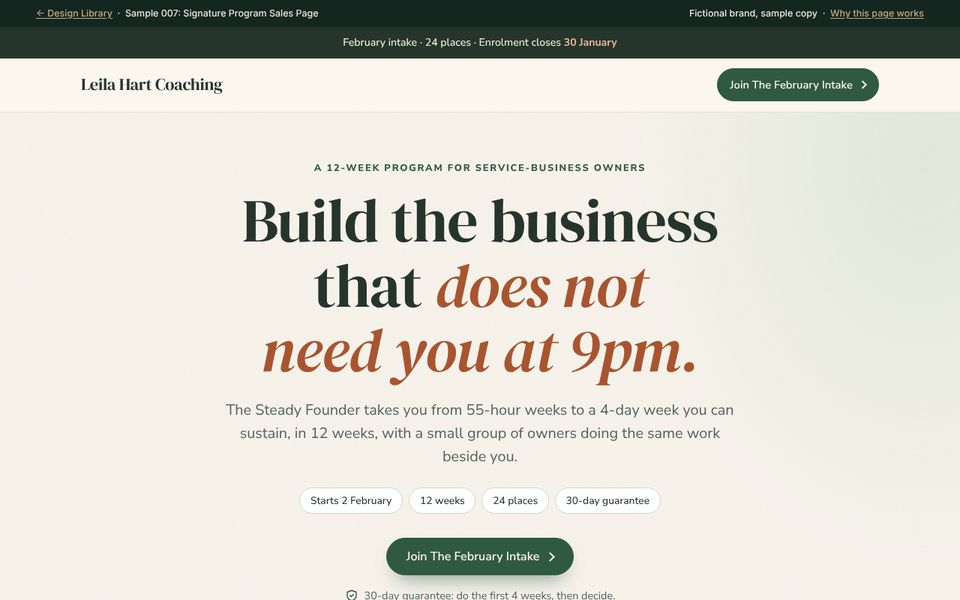 ← Design Library · Sample 007: Signature Program Sales Page
Fictional brand, sample copy · Why this page works
February intake · 24 places · Enrolment closes 30 January
Leila Hart Coaching
Join The February Intake
A 12-WEEK PROGRAM FOR SERVICE-BUSINESS OWNERS
Build the business
that does not
need you at 9pm.
The Steady Founder takes you from 55-hour weeks to a 4-day week you can
sustain, in 12 weeks, with a small group of owners doing the same work
beside you.
Starts 2 February
12 weeks
24 places
30-day guarantee
Join The February Intake
30-day guarantee: do the first 4 weeks, then decide.